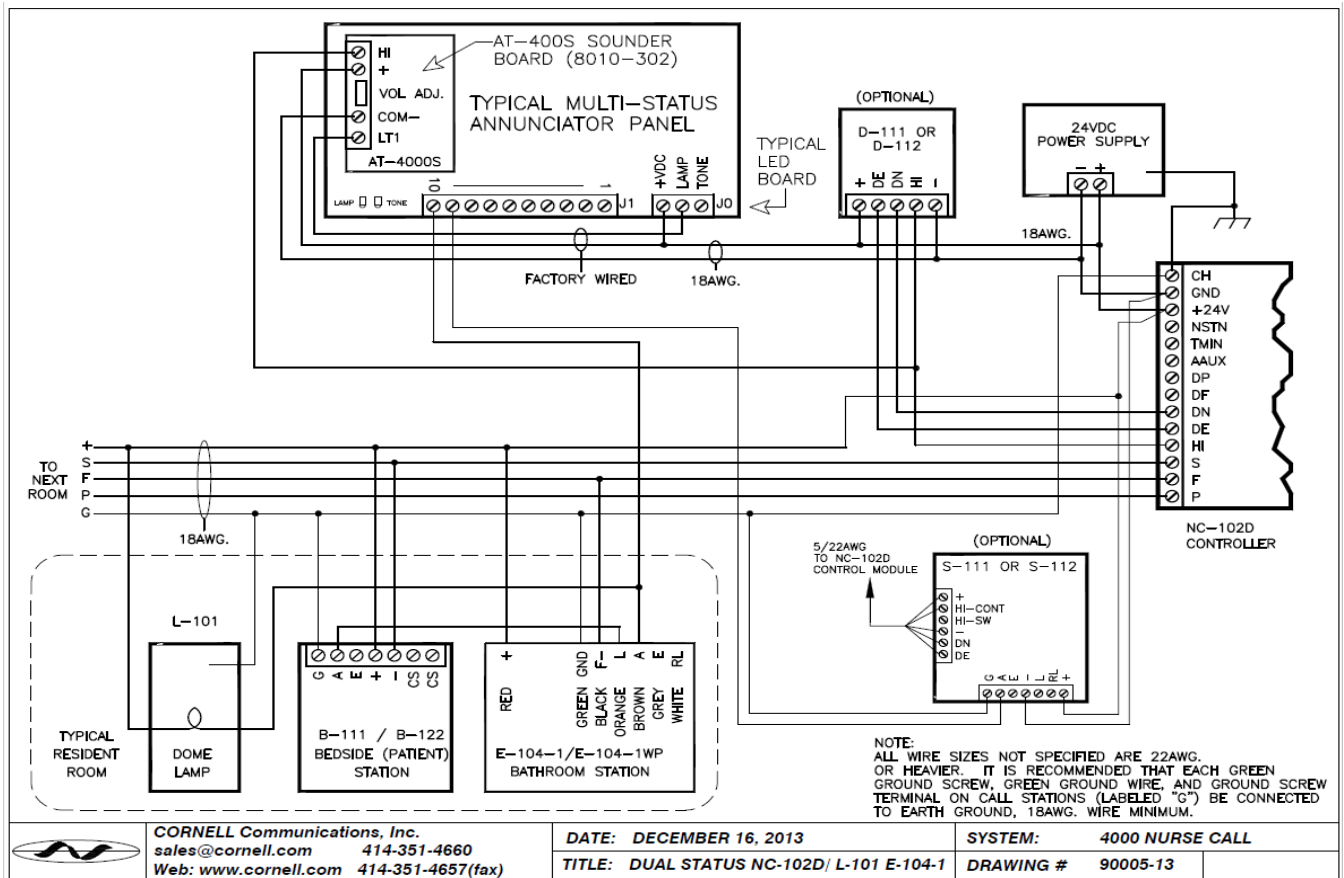 HI
+
VOL ADJ.
COM-
LT1
AT-4000S
AT-400S SOUNDER
BOARD (8010-302)
TYPICAL MULTI-STATUS
ANNUNCIATOR PANEL
LAMP TONE
10
1
J1
+VDC
LAMP
TONE
J0
TYPICAL
LED
BOARD
(OPTIONAL)
D-111 OR
D-112
+
DE
DN
HI
-
24VDC
POWER SUPPLY
- +
18AWG.
FACTORY WIRED
18AWG.
CH
GND
+24V
NSTN
TMIN
AAUX
DP
DF
DN
DE
HI
S
F
P
NC-102D
CONTROLLER
TO
NEXT
ROOM
+
S
F
P
G
18AWG.
5/22AWG
TO NC-102D
CONTROL MODULE
(OPTIONAL)
S-111 OR S-112
+
HI-CONT
HI-SW
-
DN
DE
G
A
E
-
L
RL
+
L-101
DOME
LAMP
TYPICAL
RESIDENT
ROOM
G
A
E
+
-
CS
CS
B-111 / B-122
BEDSIDE (PATIENT)
STATION
+
GND
F-
L
A
E
RL
RED
GREEN
BLACK
ORANGE
BROWN
GREY
WHITE
E-104-1/E-104-1WP
BATHROOM STATION
NOTE:
ALL WIRE SIZES NOT SPECIFIED ARE 22AWG.
OR HEAVIER. IT IS RECOMMENDED THAT EACH GREEN
GROUND SCREW, GREEN GROUND WIRE, AND GROUND SCREW
TERMINAL ON CALL STATIONS (LABELED "G") BE CONNECTED
TO EARTH GROUND, 18AWG. WIRE MINIMUM.
CORNELL Communications, Inc.
sales@cornell.com 414-351-4660
Web: www.cornell.com 414-351-4657(fax)
DATE: DECEMBER 16, 2013
TITLE: DUAL STATUS NC-102D/ L-101 E-104-1
SYSTEM: 4000 NURSE CALL
DRAWING # 90005-13